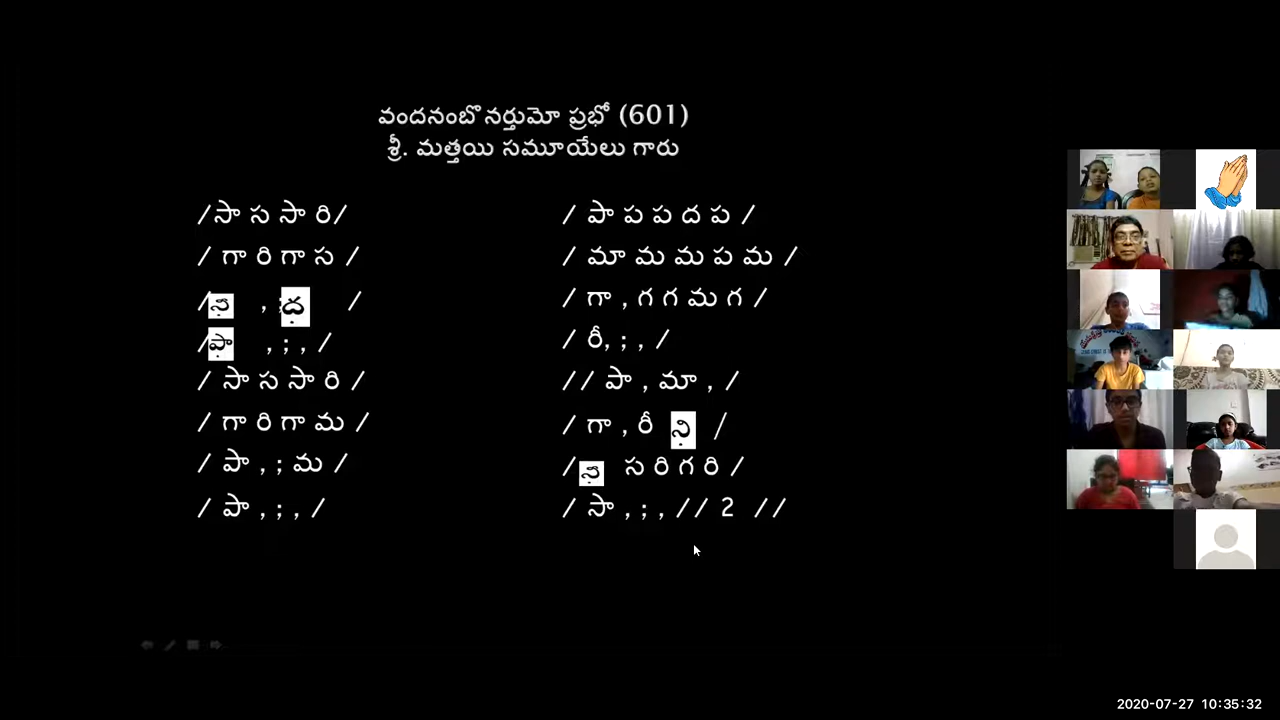 వందనంబొనర్తుమో ప్రభో (601)
శ్రీ. మత్తయి సమూయేలు గారు
/సా స సా రి/
/ గా రి గా స /
/నీ , ;ధ /
/పా , ; , /
/ సా స సా రి /
/ గా రి గా మ /
/ పా , ; మ /
/ పా , ; , /
/ పా ప ప ద ప /
/ మా మ మ ప మ /
/ గా , గ గ మ గ /
/ రీ, ; , /
// పా , మా , /
/ గా , రీ ని /
/నీ స రి గ రి /
/ సా , ; , // 2 //
2020-07-27 10:35:32